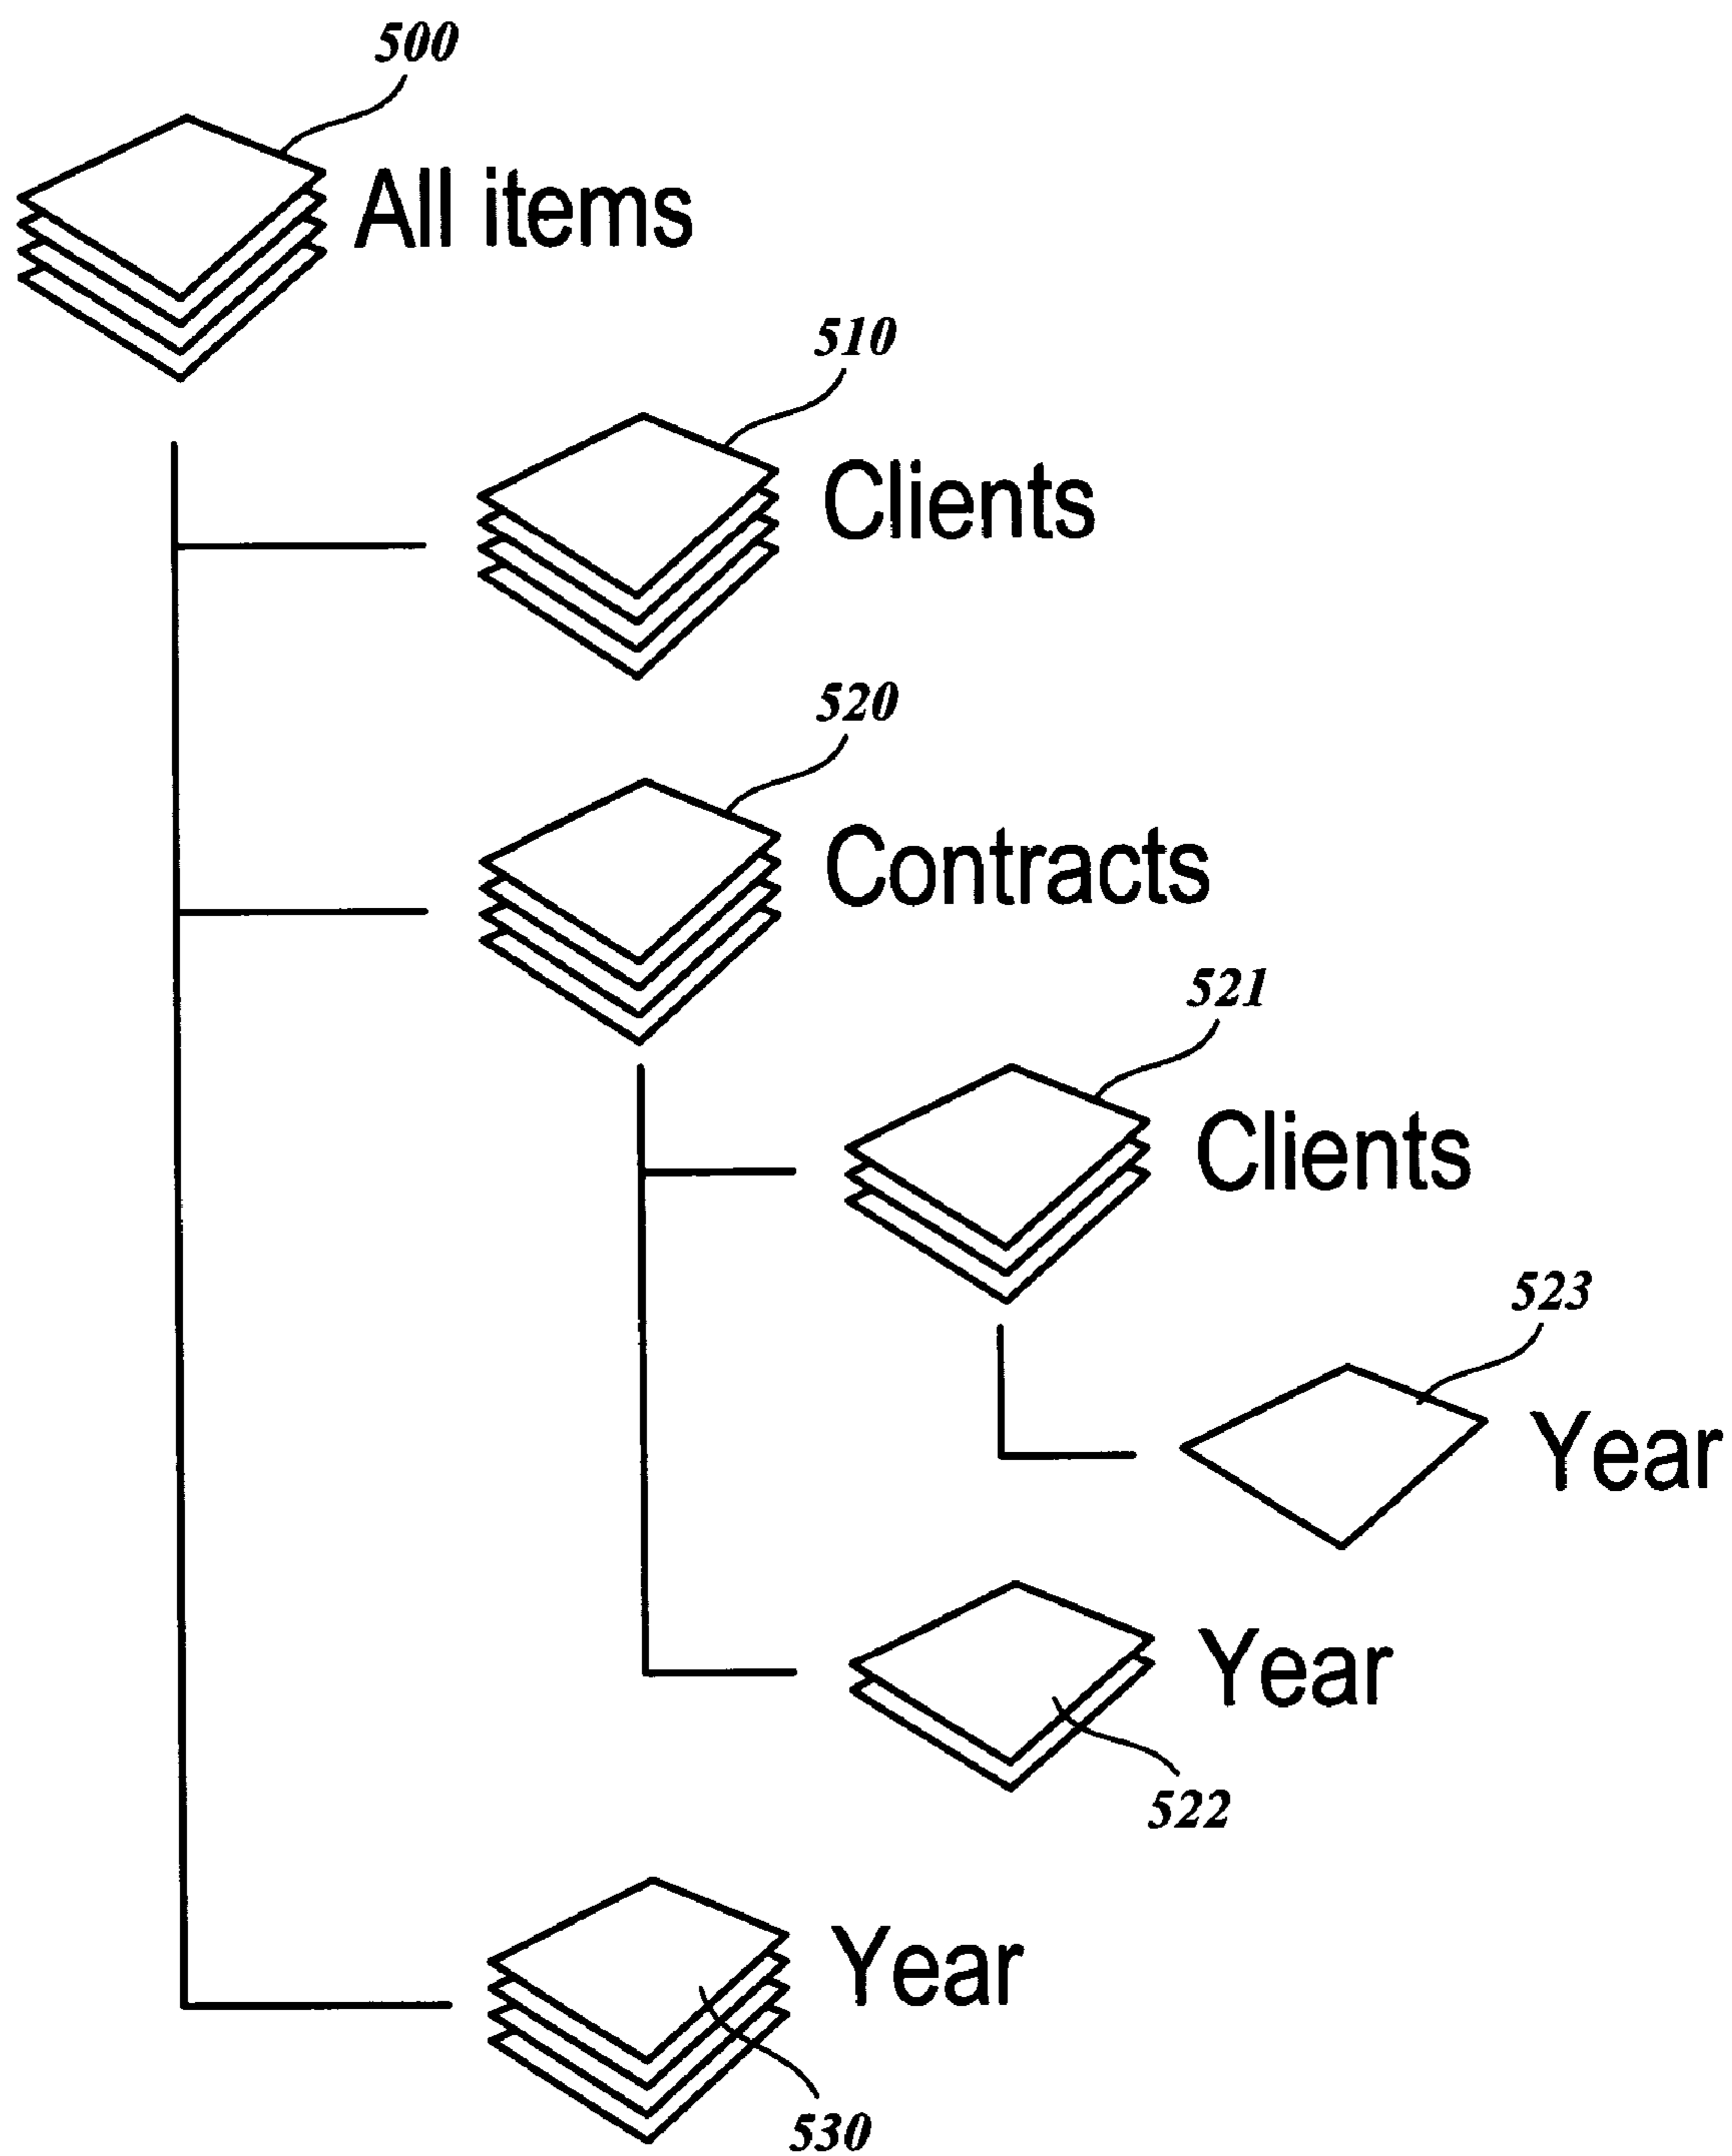 500
All items
510
Clients
520
Contracts
521
Clients
523
Year
Year
522
Year
530